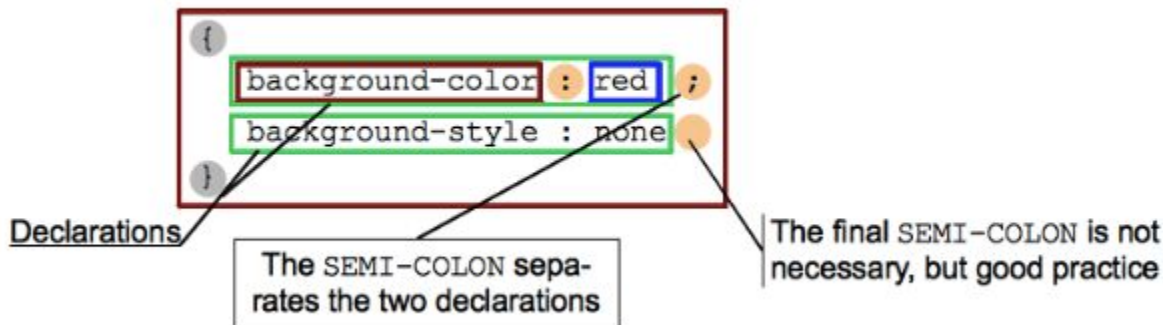 {
background-color : red ;
background-style : none
}
Declarations
The SEMI-COLON sepa-
rates the two declarations
The final SEMI-COLON is not
necessary, but good practice